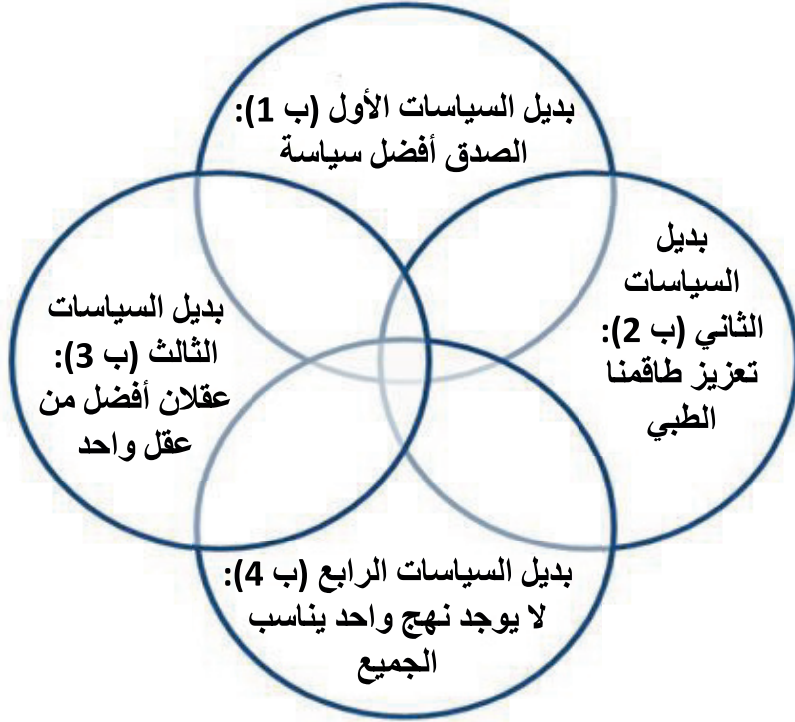 بديل السياسات الأول (ب 1):
الصدق أفضل سياسة
بديل
السياسات
الثاني (ب 2):
تعزيز طاقمنا
الطبي
بديل السياسات
الثالث (ب 3):
عقلان أفضل من
عقل واحد
بديل السياسات الرابع (ب 4):
لا يوجد نهج واحد يناسب
الجميع